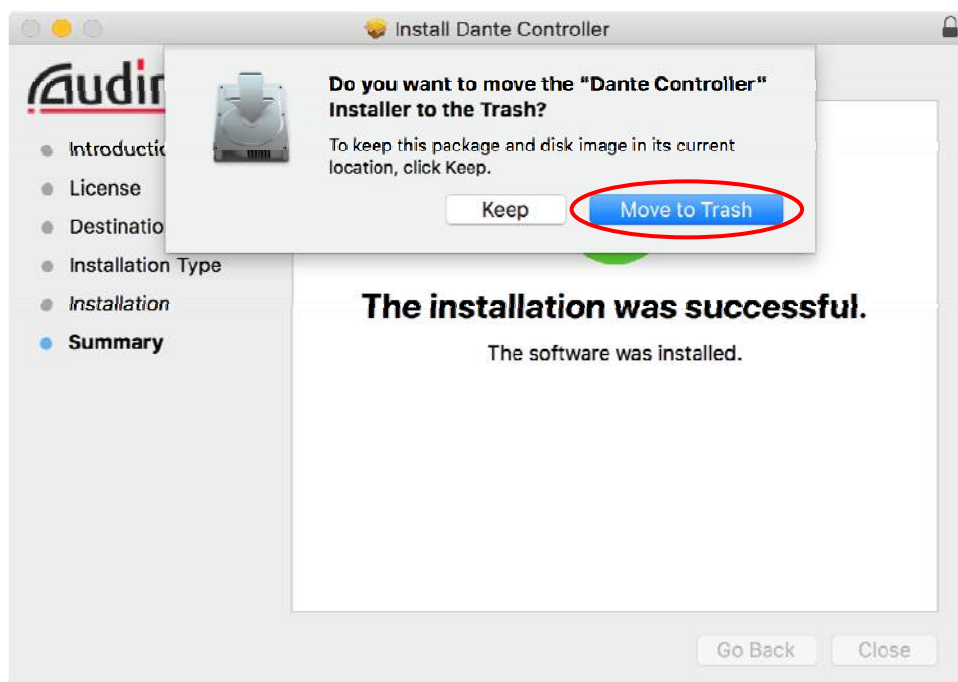 Install Dante Controller
Audin
Do you want to move the “Dante Controller”
Installer to the Trash?
To keep this package and disk image in its current
location, click Keep.
Keep
Move to Trash
Introductio
License
Destinatio
Installation Type
Installation
Summary
The installation was successful.
The software was installed.
Go Back
Close